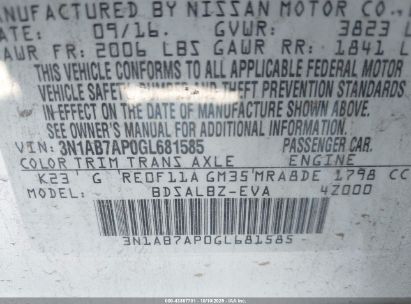 MANUFACTURED BY NISSAN MOTOR CO.,
DATE: 09/16. GVWR: 3823 L
GAWR FR: 2006 LBS GAWR RR: 1841 L
THIS VEHICLE CONFORMS TO ALL APPLICABLE FEDERAL MOTOR
VEHICLE SAFETY, BUMPER AND THEFT PREVENTION STANDARDS
IN EFFECT ON THE DATE OF MANUFACTURE SHOWN ABOVE.
SEE OWNER'S MANUAL FOR ADDITIONAL INFORMATION.
VIN: 3N1AB7AP0GL681585 PASSENGER CAR
COLOR TRIM TRANS AXLE ENGINE
K23 G RE0F11A GM35 MRA8DE 1798 CC
MODEL: BDSALBZ-EVA 4Z000
3N1AB7AP0GL681585